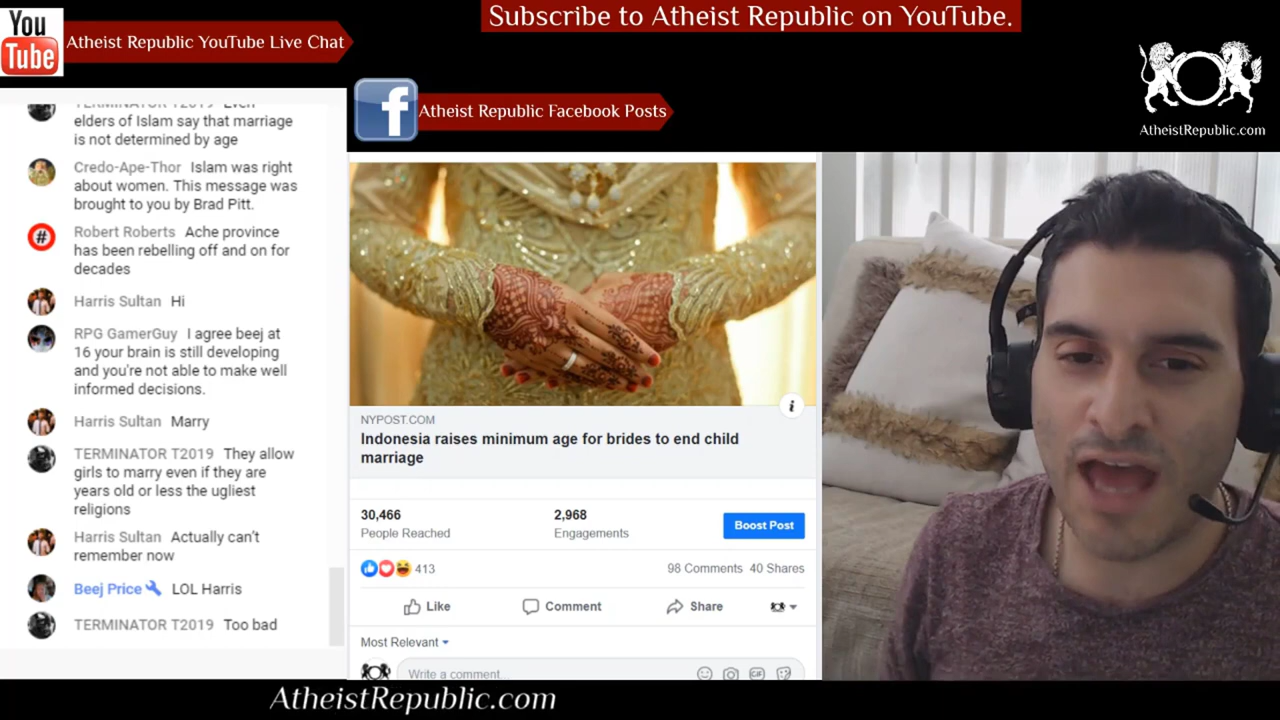 Subscribe to Atheist Republic on YouTube.
You
Tube
Atheist Republic YouTube Live Chat
AtheistRepublic.com
f
Atheist Republic Facebook Posts
TERMINATOR T2019 Even
elders of Islam say that marriage
is not determined by age
Credo-Ape-Thor Islam was right
about women. This message was
brought to you by Brad Pitt.
# Robert Roberts Ache province
has been rebelling off and on for
decades
Harris Sultan Hi
RPG GamerGuy I agree beej at
16 your brain is still developing
and you're not able to make well
informed decisions.
Harris Sultan Marry
TERMINATOR T2019 They allow
girls to marry even if they are
years old or less the ugliest
religions
Harris Sultan Actually can't
remember now
Beej Price LOL Harris
TERMINATOR T2019 Too bad
i
NYPOST.COM
Indonesia raises minimum age for brides to end child
marriage
30,466 2,968
People Reached Engagements
Boost Post
413 98 Comments 40 Shares
Like Comment Share
Most Relevant
Write a comment...
GIF
AtheistRepublic.com